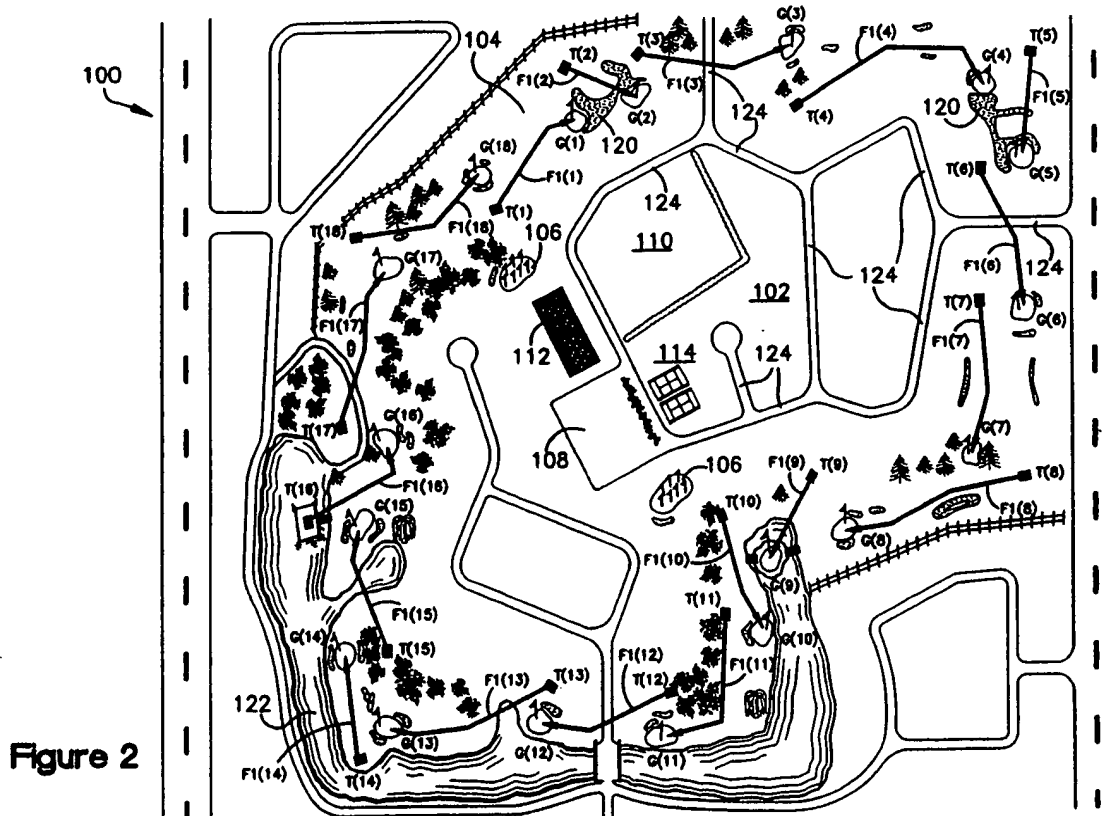 G(3)
T(5)
104
T(3)
F1(4)
100
T(2)
G(4)
F1(2)
F1(3)
F1(5)
124
T(4)
G(2)
120
G(1)
120
124
G(18)
G(5)
F1(1)
T(6)
124
T(1)
T(18)
F1(18)
106
110
124
G(17)
F1(6)
124
102
T(7)
F1(17)
G(6)
F1(7)
112
114
124
G(16)
T(17)
G(7)
108
106
F1(9)
T(9)
T(8)
F1(16)
T(16)
T(10)
F1(8)
G(15)
G(8)
F1(10)
G(9)
T(11)
F1(15)
G(14)
G(10)
T(15)
F1(12)
F1(11)
F1(13)
T(13)
T(12)
122
G(13)
G(12)
G(11)
Figure 2
F1(14)
T(14)